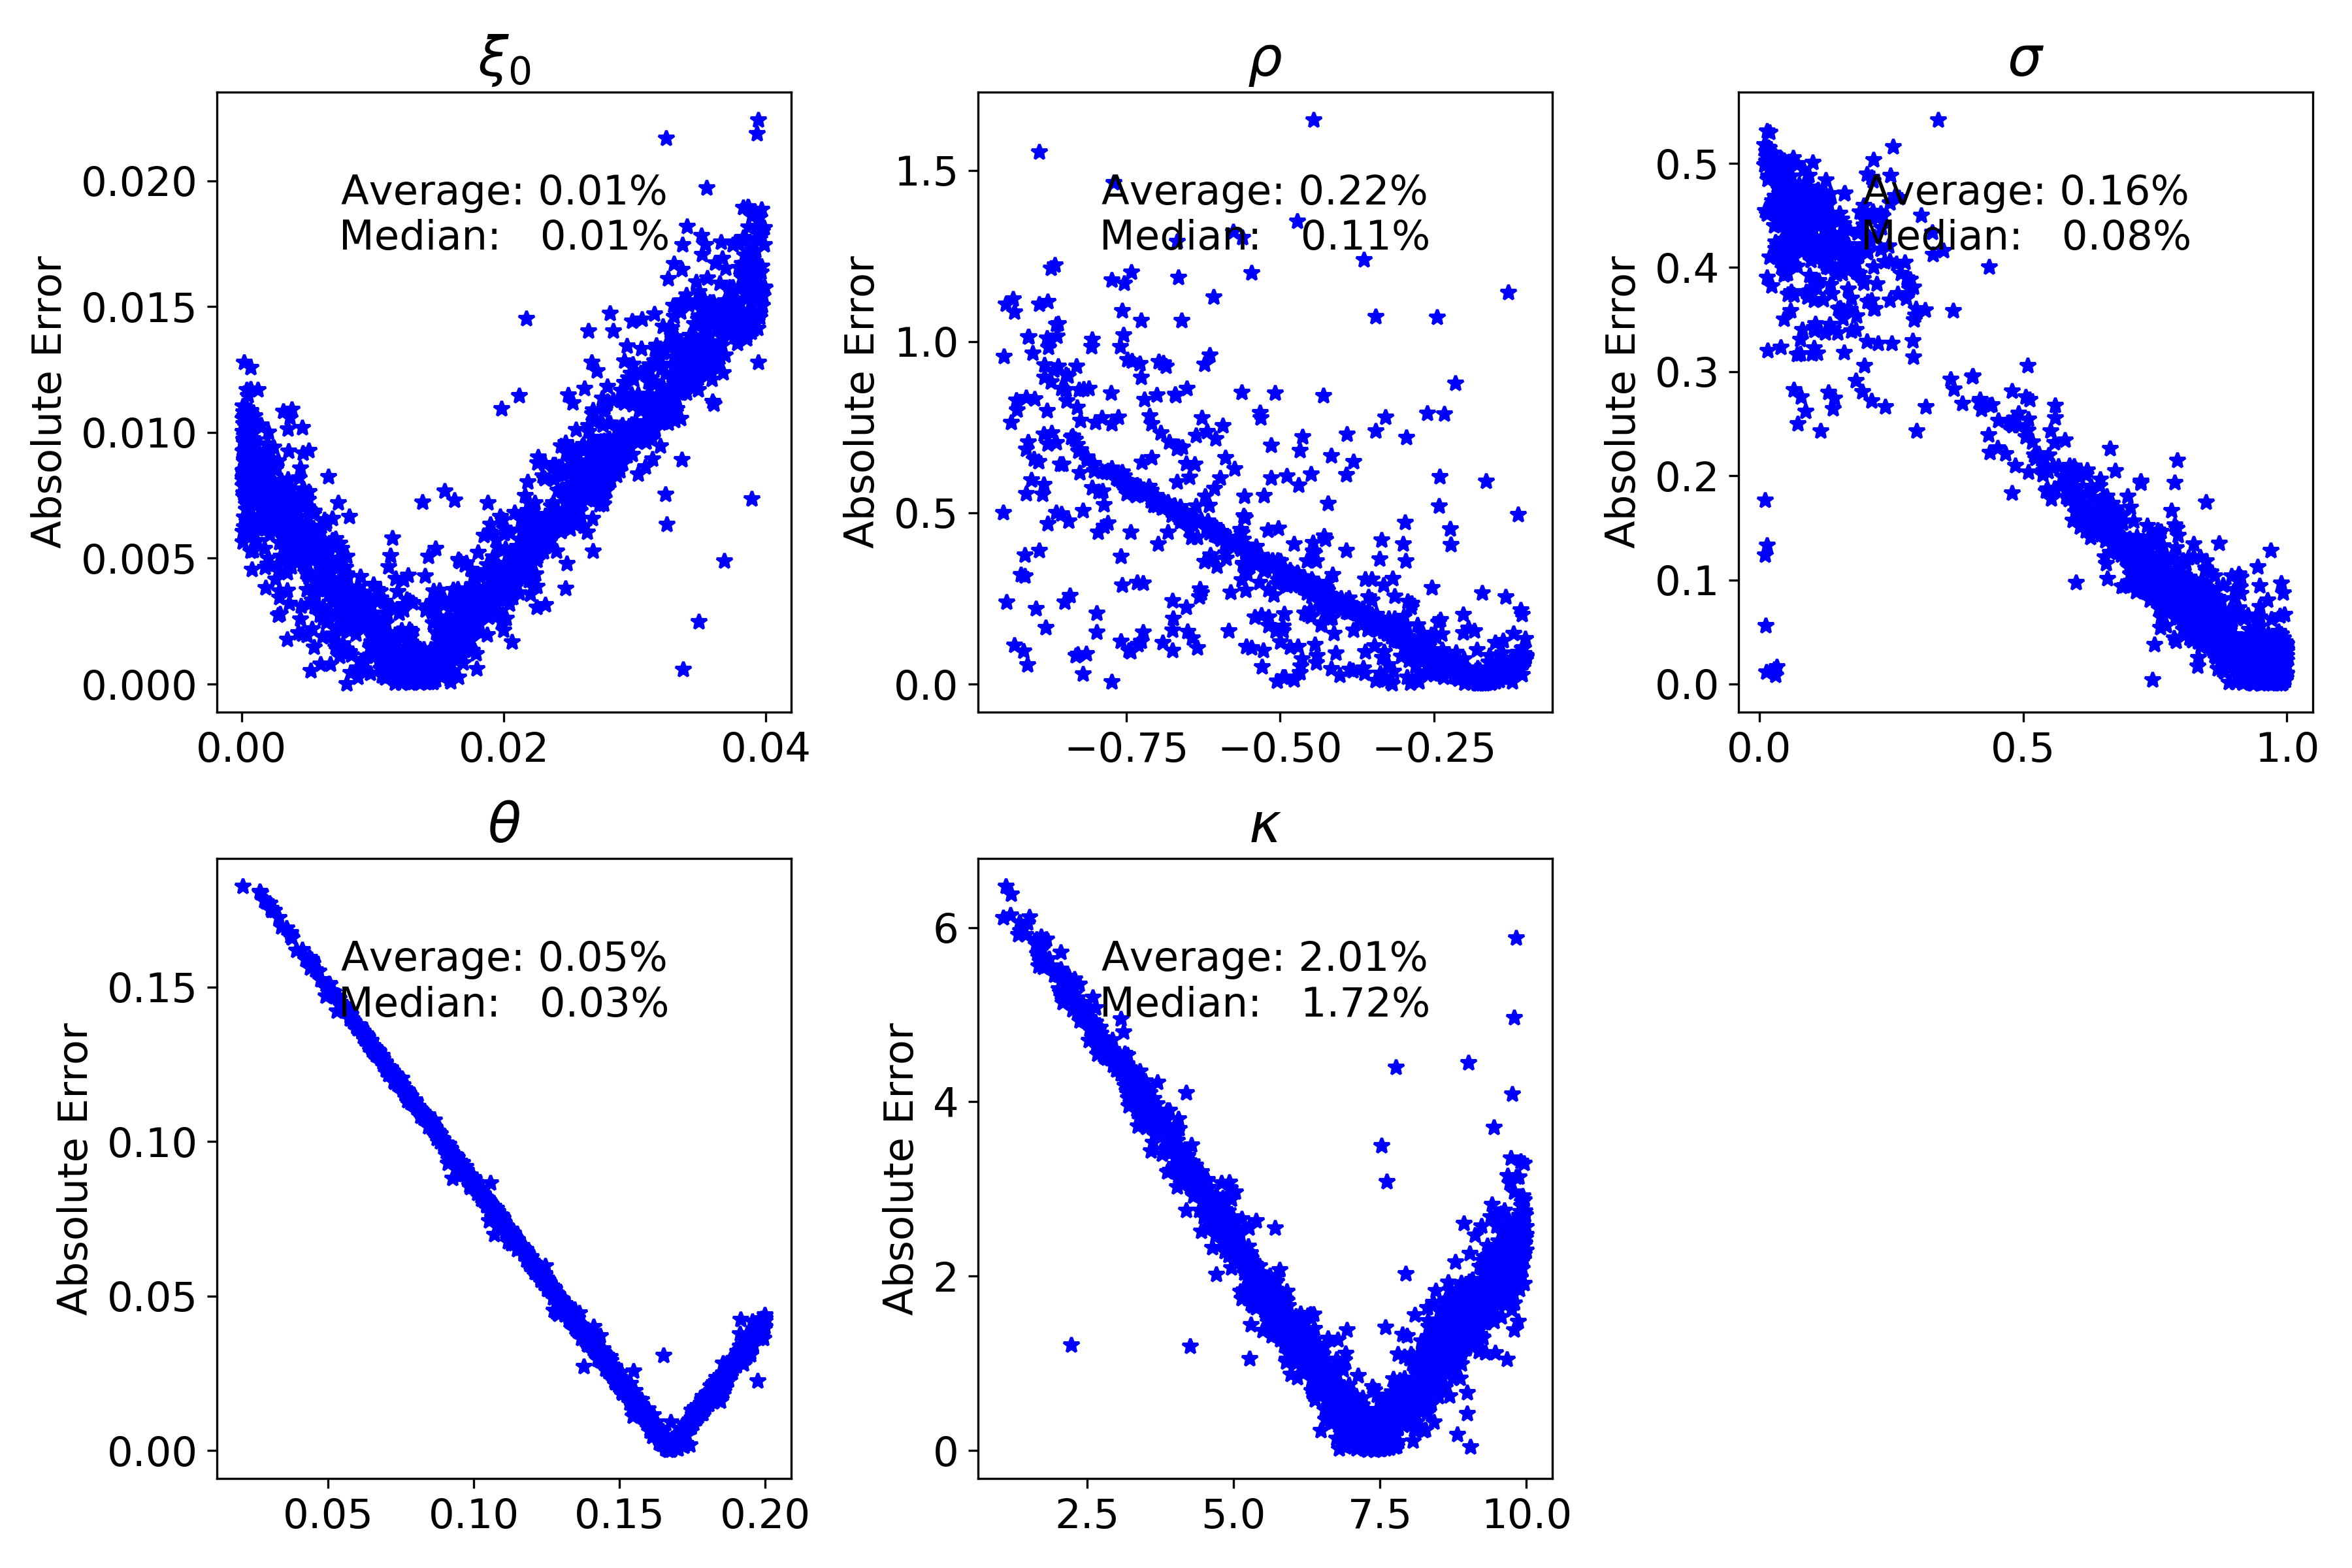 ξ₀
Absolute Error
Average: 0.01%
Median: 0.01%
0.020
0.015
0.010
0.005
0.000
0.00 0.02 0.04
ρ
Absolute Error
Average: 0.22%
Median: 0.11%
1.5
1.0
0.5
0.0
−0.75 −0.50 −0.25
σ
Absolute Error
Average: 0.16%
Median: 0.08%
0.5
0.4
0.3
0.2
0.1
0.0
0.0 0.5 1.0
θ
Absolute Error
Average: 0.05%
Median: 0.03%
0.15
0.10
0.05
0.00
0.05 0.10 0.15 0.20
κ
Absolute Error
Average: 2.01%
Median: 1.72%
6
4
2
0
2.5 5.0 7.5 10.0